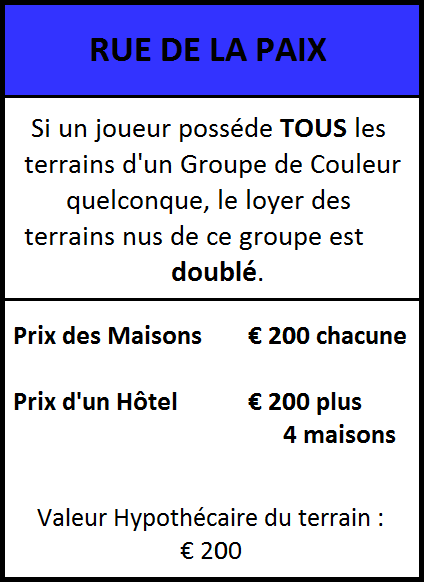 RUE DE LA PAIX
Si un joueur posséde TOUS les
terrains d'un Groupe de Couleur
quelconque, le loyer des
terrains nus de ce groupe est
doublé.
Prix des Maisons € 200 chacune
Prix d'un Hôtel € 200 plus
4 maisons
Valeur Hypothécaire du terrain :
€ 200